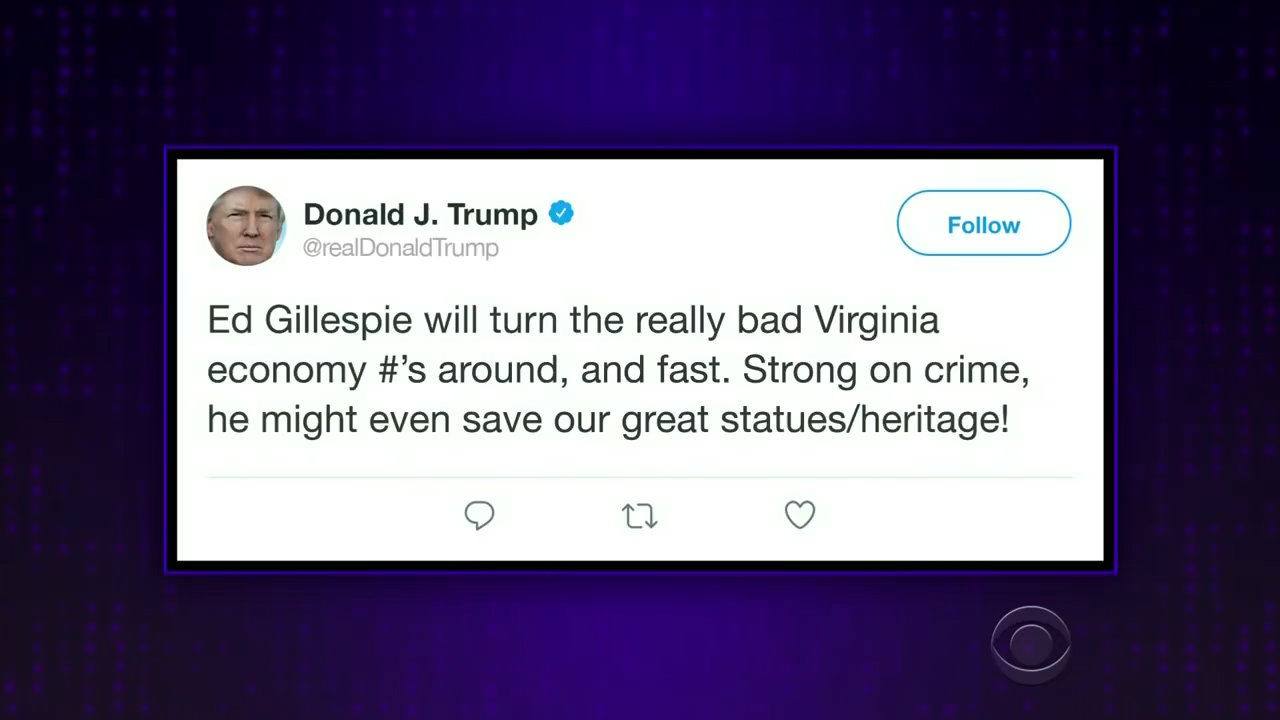 Donald J. Trump
@realDonaldTrump
Follow
Ed Gillespie will turn the really bad Virginia
economy #’s around, and fast. Strong on crime,
he might even save our great statues/heritage!